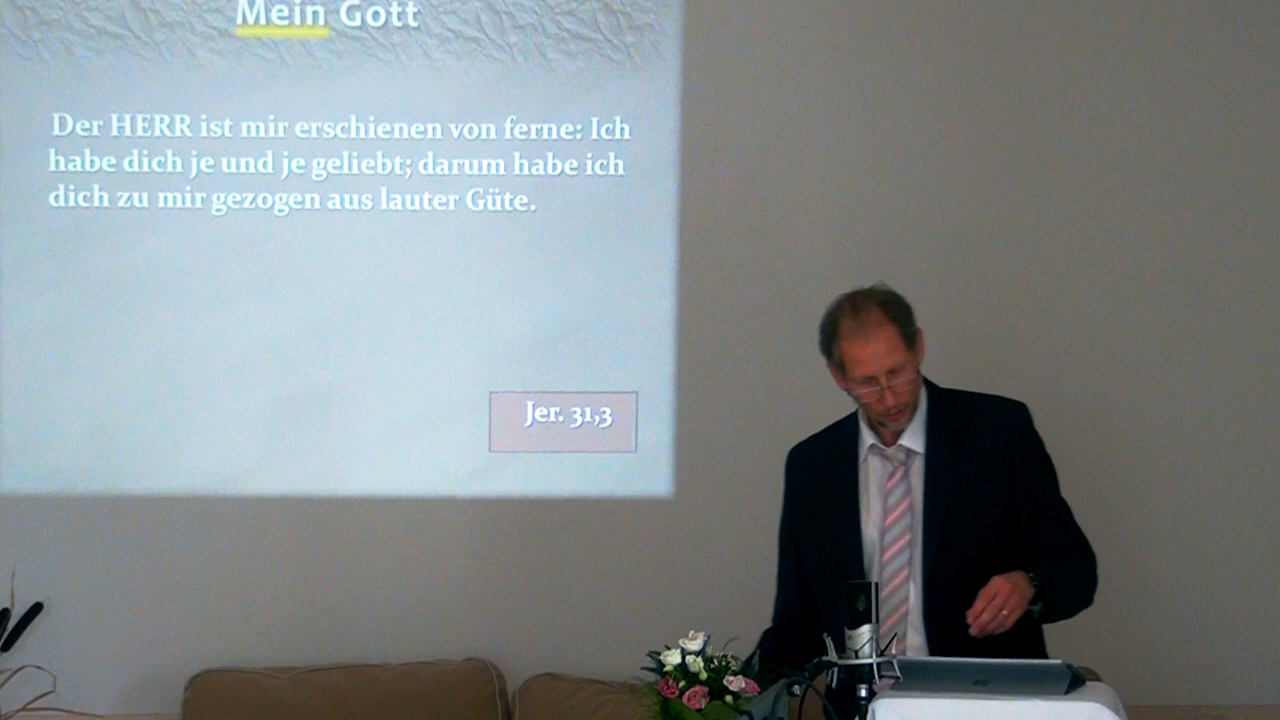 Mein Gott
Der HERR ist mir erschienen von ferne: Ich
habe dich je und je geliebt; darum habe ich
dich zu mir gezogen aus lauter Güte.
Jer. 31,3